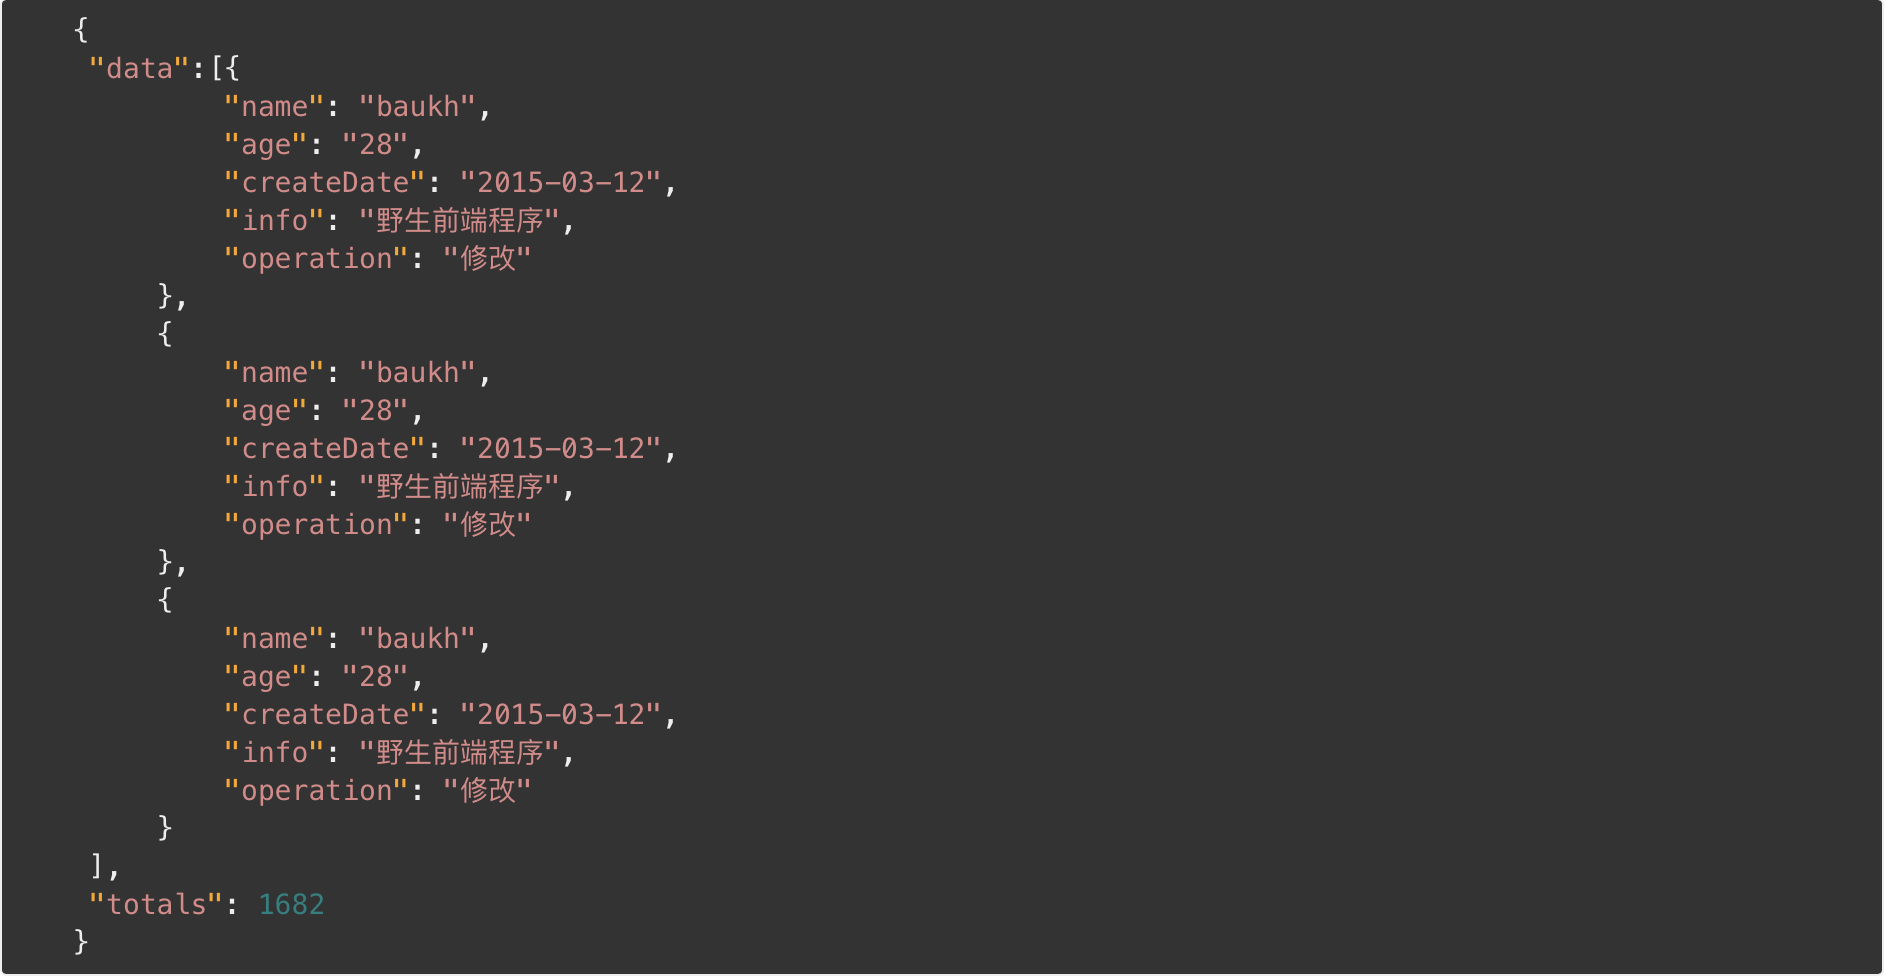 {
"data":[{
"name": "baukh",
"age": "28",
"createDate": "2015-03-12",
"info": "野生前端程序",
"operation": "修改"
},
{
"name": "baukh",
"age": "28",
"createDate": "2015-03-12",
"info": "野生前端程序",
"operation": "修改"
},
{
"name": "baukh",
"age": "28",
"createDate": "2015-03-12",
"info": "野生前端程序",
"operation": "修改"
}
],
"totals": 1682
}